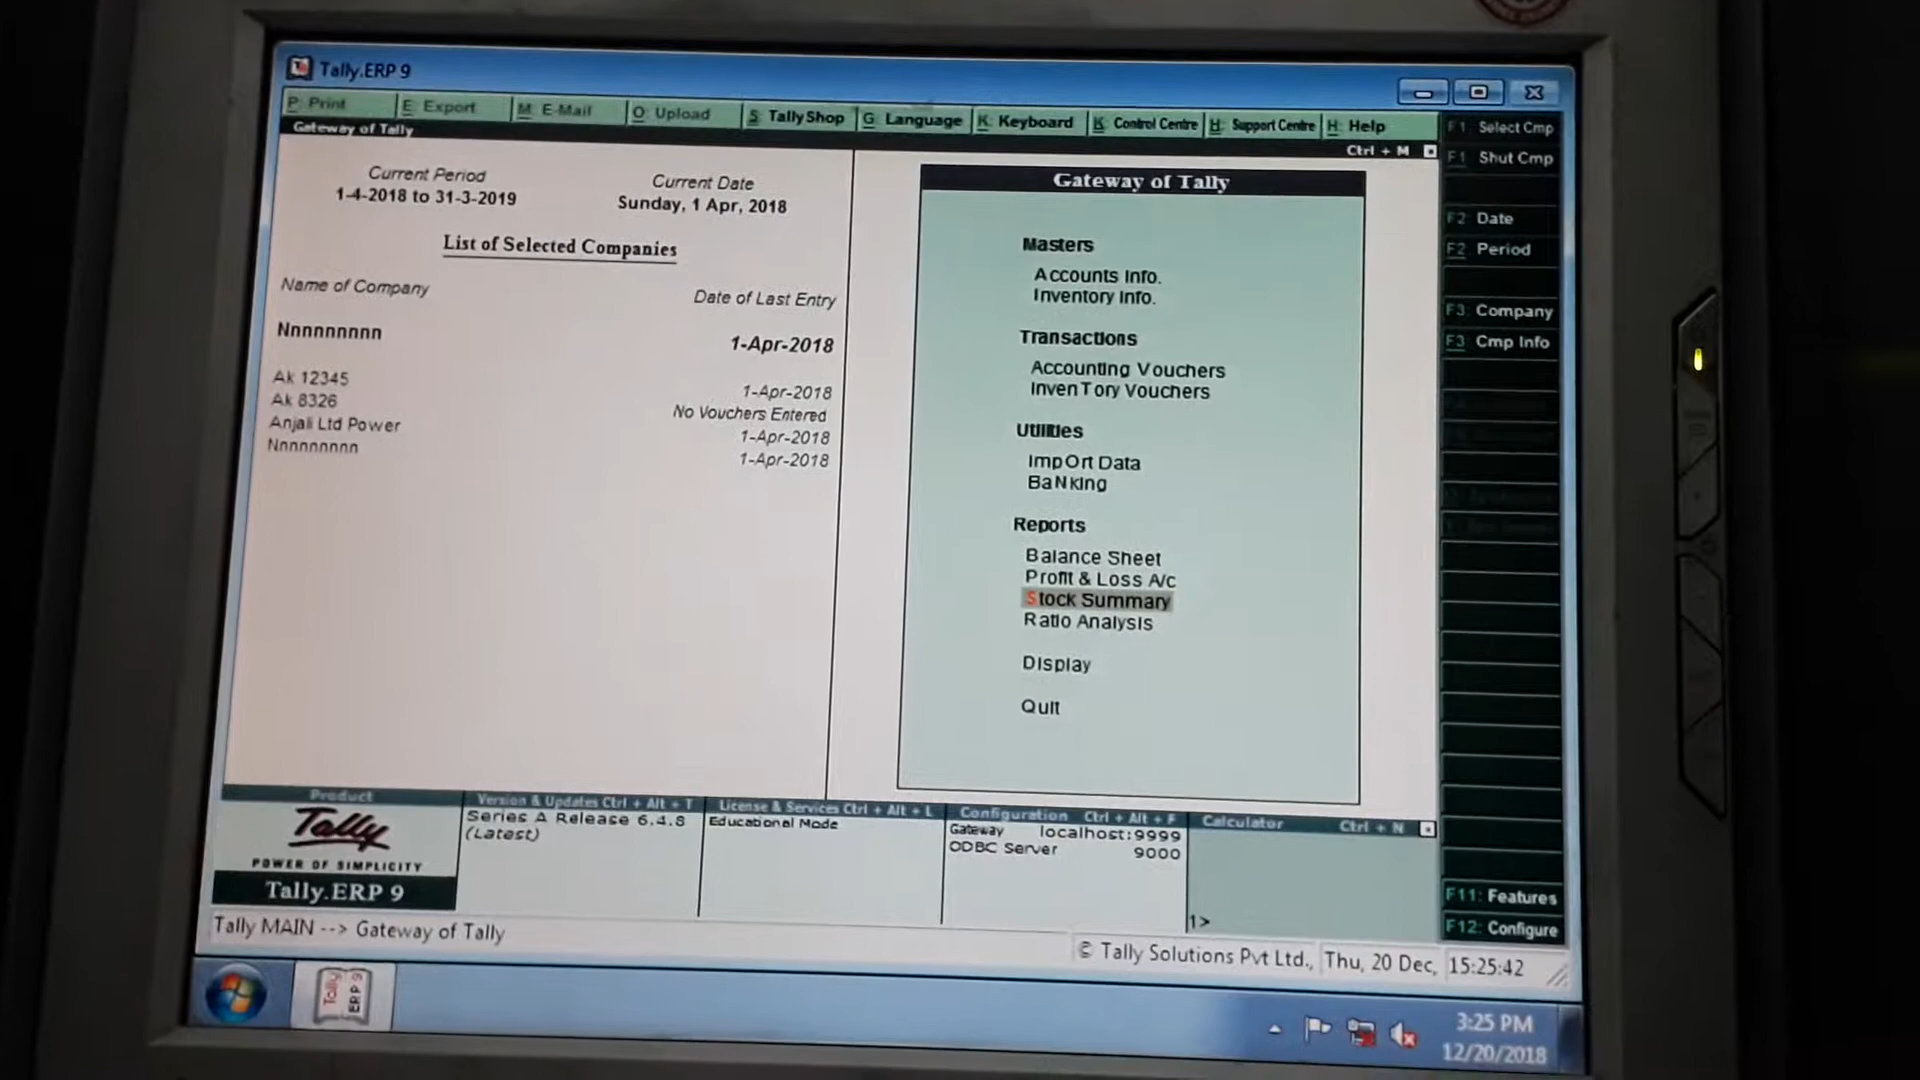 Tally.ERP 9
P: Print E: Export M: E-Mail O: Upload S: TallyShop G: Language K: Keyboard K: Control Centre H: Support Centre H: Help
Gateway of Tally
Ctrl + M
Current Period
1-4-2018 to 31-3-2019
Current Date
Sunday, 1 Apr, 2018
List of Selected Companies
Name of Company Date of Last Entry
Nnnnnnnnn 1-Apr-2018
Ak 12345 1-Apr-2018
Ak 8326 No Vouchers Entered
Anjali Ltd Power 1-Apr-2018
Nnnnnnnnn 1-Apr-2018
Gateway of Tally
Masters
Accounts Info.
Inventory Info.
Transactions
Accounting Vouchers
InvenTory Vouchers
Utilities
ImpOrt Data
BaNking
Reports
Balance Sheet
Profit & Loss A/c
Stock Summary
Ratio Analysis
Display
Quit
F1: Select Cmp
F1: Shut Cmp
F2: Date
F2: Period
F3: Company
F3: Cmp Info
F11: Features
F12: Configure
Product
Tally
POWER OF SIMPLICITY
Tally.ERP 9
Version & Updates Ctrl + Alt + T
Series A Release 6.4.8
(Latest)
License & Services Ctrl + Alt + L
Educational Mode
Configuration Ctrl + Alt + F
Gateway localhost:9999
ODBC Server 9000
Calculator Ctrl + N
1>
Tally MAIN --> Gateway of Tally
© Tally Solutions Pvt Ltd., Thu, 20 Dec, 15:25:42
Tally
ERP 9
3:25 PM
12/20/2018